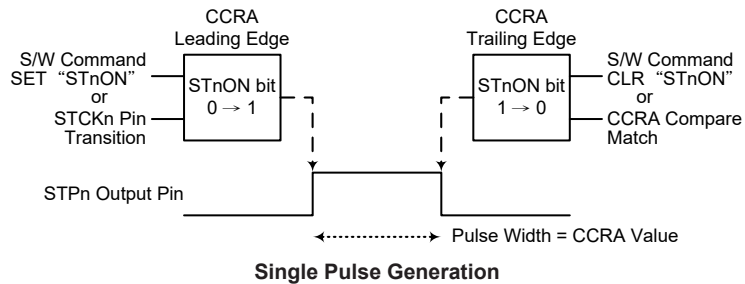 CCRA
Leading Edge
CCRA
Trailing Edge
S/W Command
SET “STnON”
or
STCKn Pin
Transition
STnON bit
0 → 1
STnON bit
1 → 0
S/W Command
CLR “STnON”
or
CCRA Compare
Match
STPn Output Pin
Pulse Width = CCRA Value
Single Pulse Generation